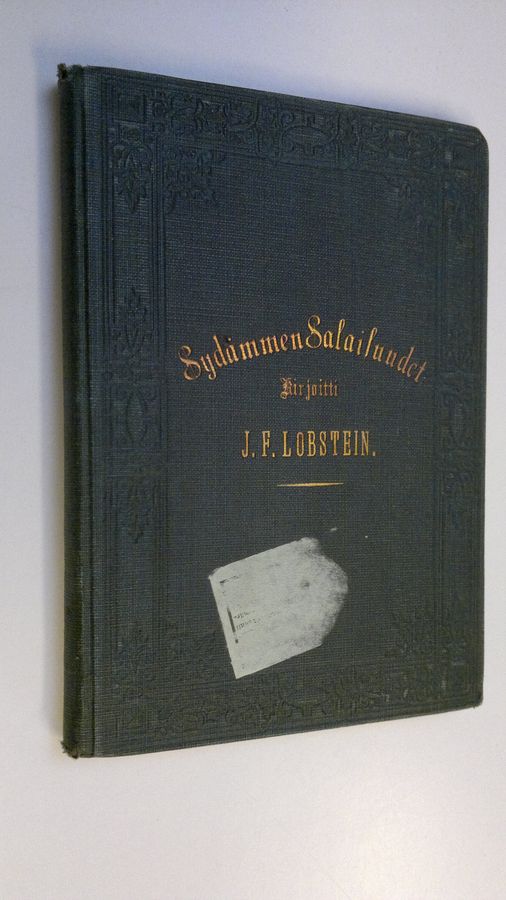 Sydämmen Salaisuudet
Kirjoitti
J. F. LOBSTEIN.